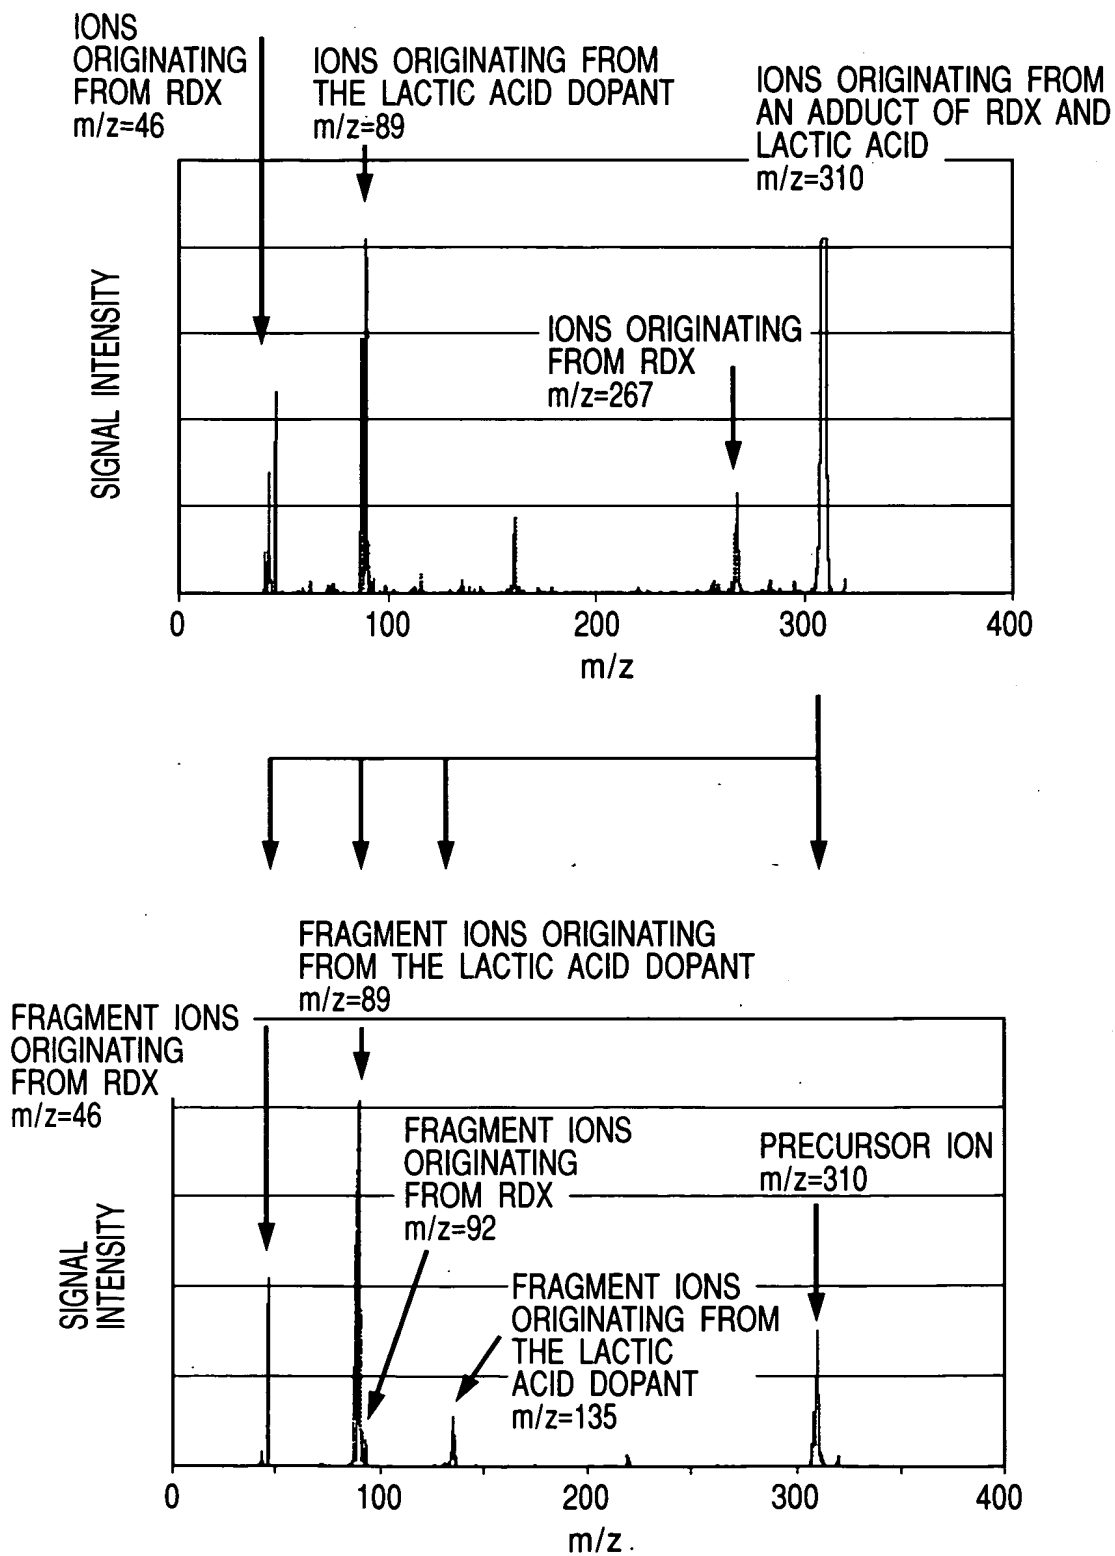 IONS
ORIGINATING
FROM RDX
m/z=46
IONS ORIGINATING FROM
THE LACTIC ACID DOPANT
m/z=89
IONS ORIGINATING FROM
AN ADDUCT OF RDX AND
LACTIC ACID
m/z=310
IONS ORIGINATING
FROM RDX
m/z=267
SIGNAL INTENSITY
0
100
200
300
400
m/z
FRAGMENT IONS ORIGINATING
FROM THE LACTIC ACID DOPANT
m/z=89
FRAGMENT IONS
ORIGINATING
FROM RDX
m/z=46
FRAGMENT IONS
ORIGINATING
FROM RDX
m/z=92
PRECURSOR ION
m/z=310
FRAGMENT IONS
ORIGINATING FROM
THE LACTIC
ACID DOPANT
m/z=135
SIGNAL
INTENSITY
0
100
200
300
400
m/z